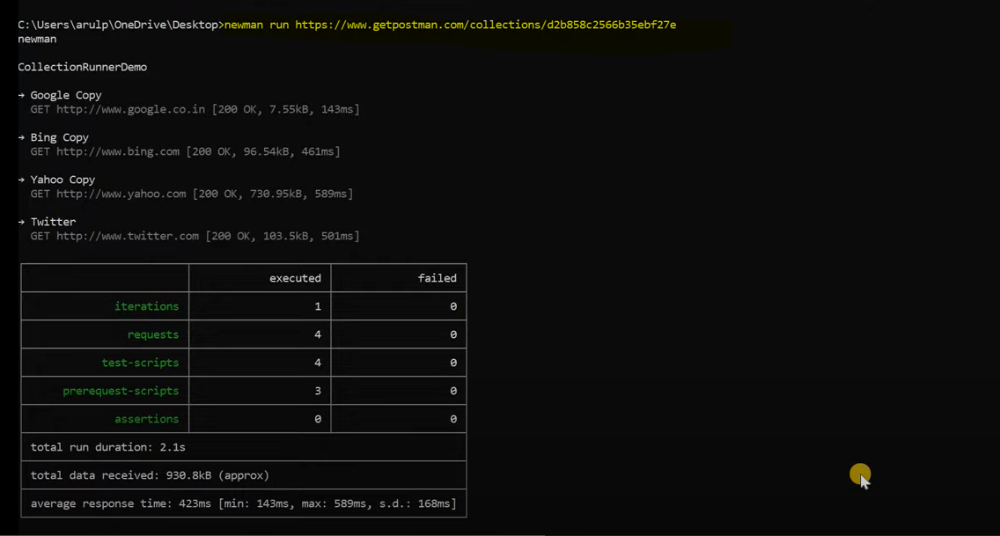 C:\Users\arulp\OneDrive\Desktop>newman run https://www.getpostman.com/collections/d2b858c2566b35ebf27e
newman
CollectionRunnerDemo
→ Google Copy
GET http://www.google.co.in [200 OK, 7.55kB, 143ms]
→ Bing Copy
GET http://www.bing.com [200 OK, 96.54kB, 461ms]
→ Yahoo Copy
GET http://www.yahoo.com [200 OK, 730.95kB, 589ms]
→ Twitter
GET http://www.twitter.com [200 OK, 103.5kB, 501ms]
executed failed
iterations 1 0
requests 4 0
test-scripts 4 0
prerequest-scripts 3 0
assertions 0 0
total run duration: 2.1s
total data received: 930.8kB (approx)
average response time: 423ms [min: 143ms, max: 589ms, s.d.: 168ms]